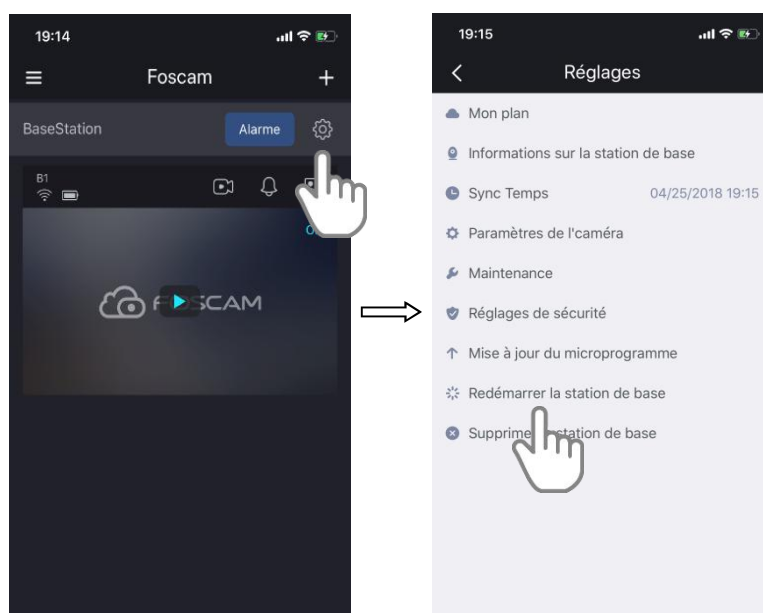 19:14
Foscam
BaseStation
Alarme
B1
FOSCAM
19:15
Réglages
Mon plan
Informations sur la station de base
Sync Temps 04/25/2018 19:15
Paramètres de l'caméra
Maintenance
Réglages de sécurité
Mise à jour du microprogramme
Redémarrer la station de base
station de base